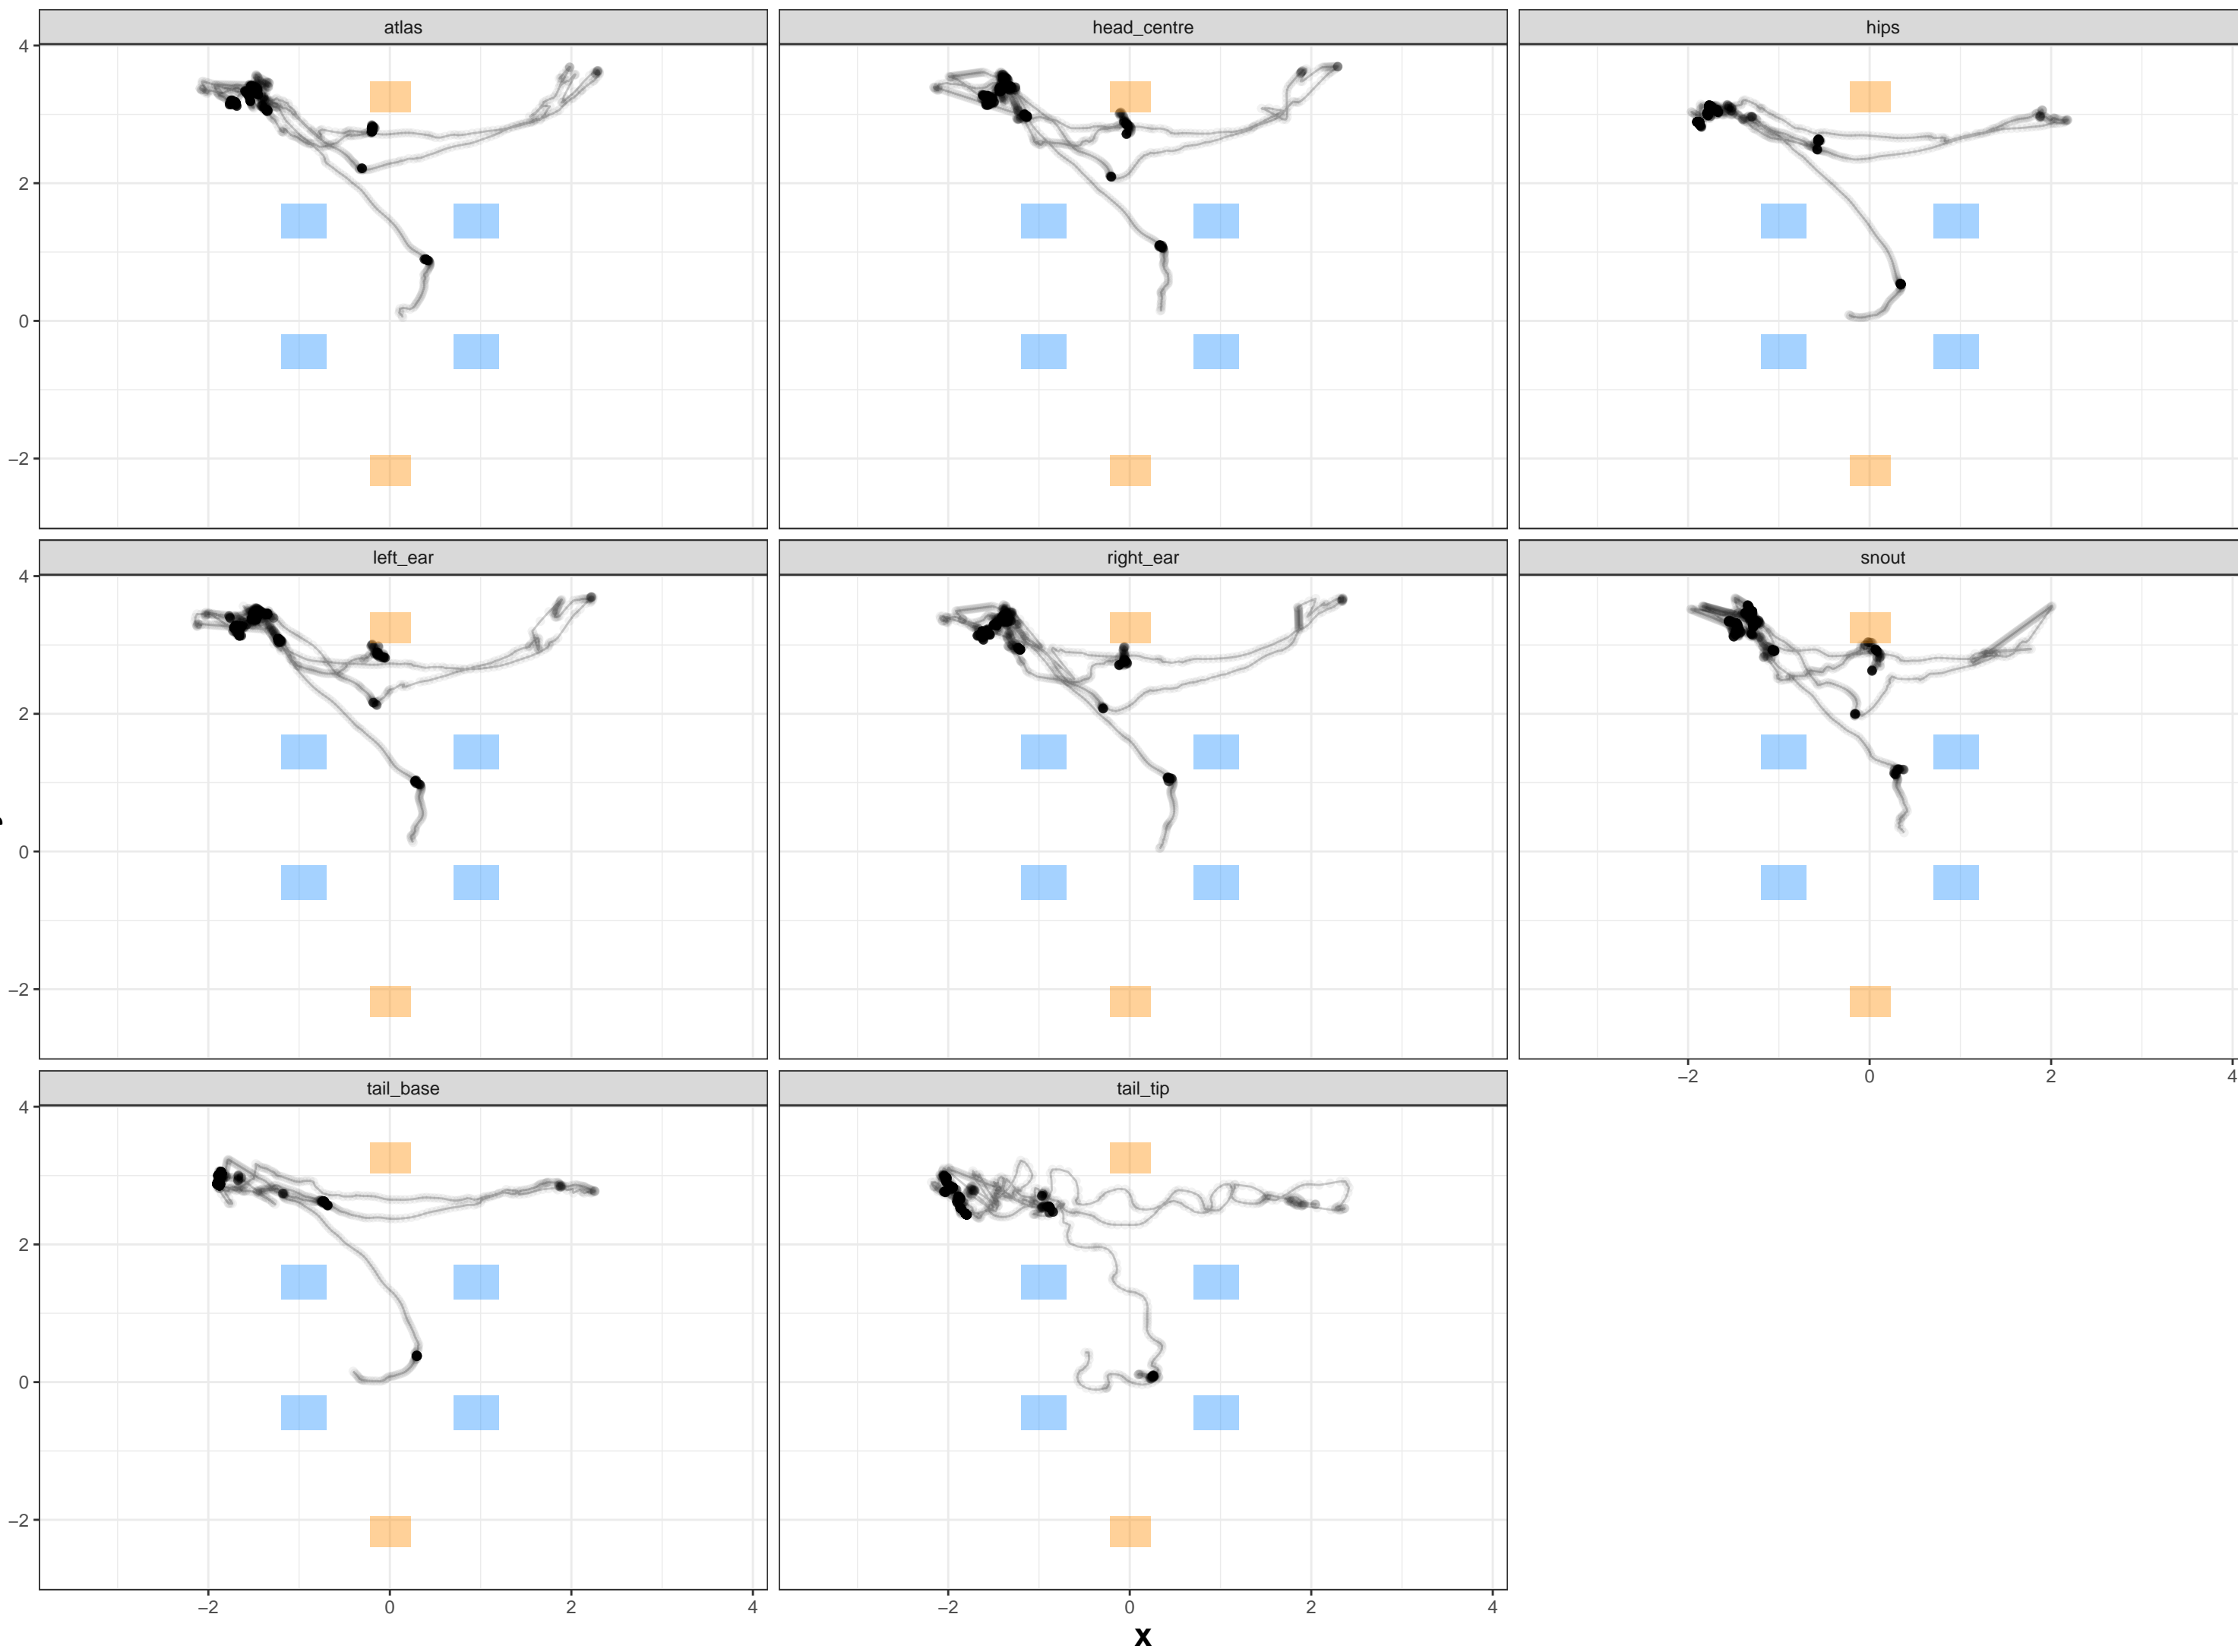 atlas head_centre hips
4
2
0
−2
left_ear right_ear snout
4
2
0
−2
−2 0 2 4
tail_base tail_tip
4
2
0
−2
−2 0 2 4 −2 0 2 4
x